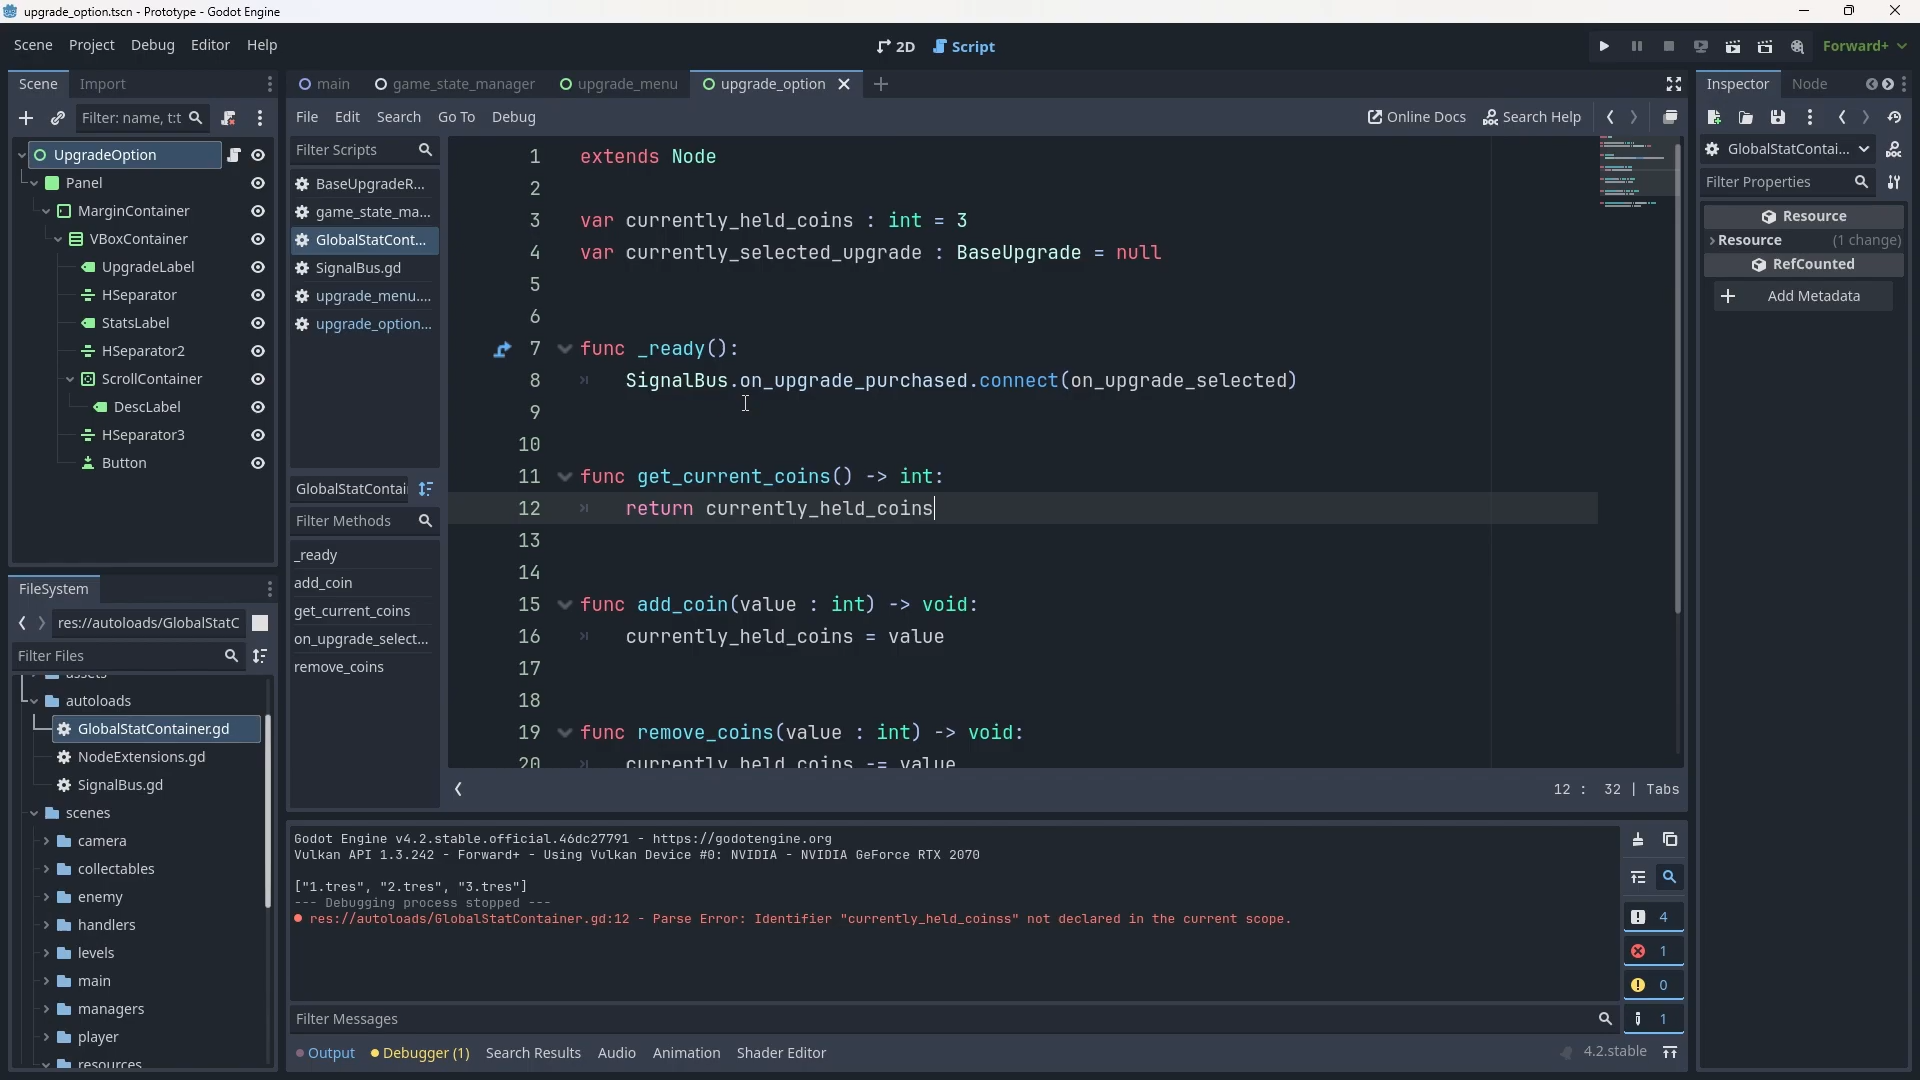 upgrade_option.tscn - Prototype - Godot Engine
Scene Project Debug Editor Help
2D Script
Forward+
Scene Import
main game_state_manager upgrade_menu upgrade_option
Inspector Node
Filter: name, t:t
File Edit Search Go To Debug
Online Docs Search Help
UpgradeOption
Panel
MarginContainer
VBoxContainer
UpgradeLabel
HSeparator
StatsLabel
HSeparator2
ScrollContainer
DescLabel
HSeparator3
Button
Filter Scripts
BaseUpgradeR...
game_state_ma...
GlobalStatCont...
SignalBus.gd
upgrade_menu....
upgrade_option...
GlobalStatContai
Filter Methods
_ready
add_coin
get_current_coins
on_upgrade_select...
remove_coins
1 extends Node
2
3 var currently_held_coins : int = 3
4 var currently_selected_upgrade : BaseUpgrade = null
5
6
7 func _ready():
8 SignalBus.on_upgrade_purchased.connect(on_upgrade_selected)
9
10
11 func get_current_coins() -> int:
12 return currently_held_coins
13
14
15 func add_coin(value : int) -> void:
16 currently_held_coins = value
17
18
19 func remove_coins(value : int) -> void:
20 currently_held_coins -= value
12 : 32 | Tabs
GlobalStatContai...
Filter Properties
Resource
Resource (1 change)
RefCounted
Add Metadata
FileSystem
res://autoloads/GlobalStatC
Filter Files
assets
autoloads
GlobalStatContainer.gd
NodeExtensions.gd
SignalBus.gd
scenes
camera
collectables
enemy
handlers
levels
main
managers
player
resources
Godot Engine v4.2.stable.official.46dc27791 - https://godotengine.org
Vulkan API 1.3.242 - Forward+ - Using Vulkan Device #0: NVIDIA - NVIDIA GeForce RTX 2070
["1.tres", "2.tres", "3.tres"]
--- Debugging process stopped ---
res://autoloads/GlobalStatContainer.gd:12 - Parse Error: Identifier "currently_held_coinss" not declared in the current scope.
4
1
0
1
Filter Messages
Output Debugger (1) Search Results Audio Animation Shader Editor
4.2.stable